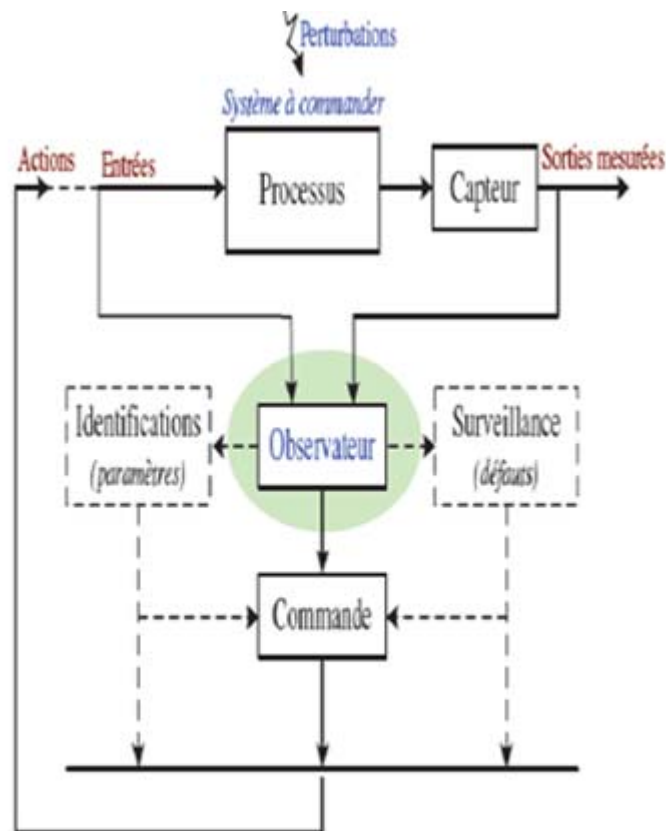 Perturbations
Système à commander
Actions
Entrées
Processus
Capteur
Sorties mesurées
Identifications
(paramètres)
Observateur
Surveillance
(défauts)
Commande